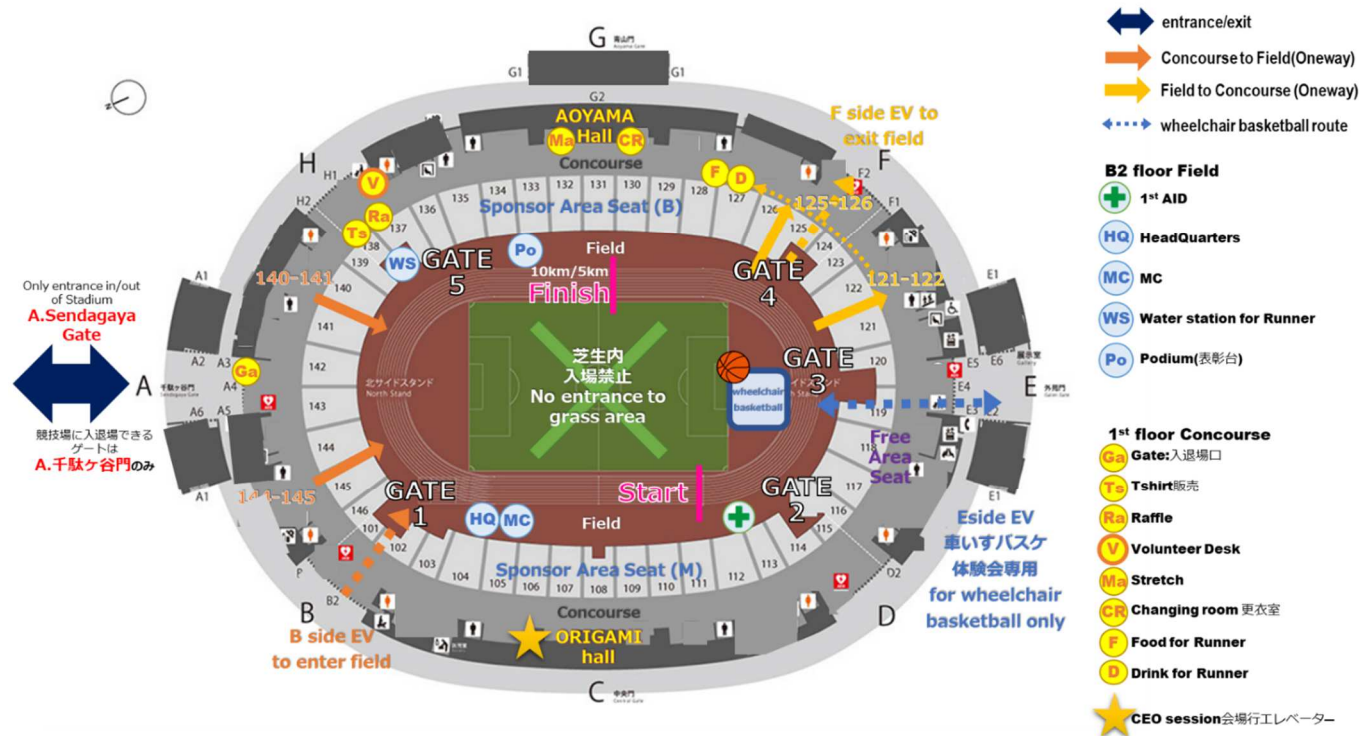 G 青山門
Aoyama Gate
G1
G1
G2
AOYAMA
Hall
Ma
CR
Concourse
F side EV to
exit field
F
F2
F1
H
H1
H2
V
Ra
Ts
F
D
134
133
132
131
130
129
128
127
126
125
124
123
122
121
120
119
118
117
116
115
114
113
112
111
110
109
108
107
106
105
104
103
102
101
146
145
144
143
142
141
139
138
137
136
135
Sponsor Area Seat (B)
125-126
121-122
140-141
144-145
WS
GATE
5
Po
Field
10km/5km
Finish
GATE
4
GATE
3
Only entrance in/out
of Stadium
A.Sendagaya
Gate
A
千駄ヶ谷門
Sendagaya Gate
競技場に入退場できる
ゲートは
A.千駄ケ谷門のみ
A1
A2
A3
A4
A5
A6
A1
Ga
北サイドスタンド
North Stand
芝生内
入場禁止
No entrance to
grass area
wheelchair
basketball
E1
E5
E6
E4
E3
E2
E1
展示室
Gallery
E
外苑門
Free
Area
Seat
GATE
1
HQ
MC
Start
Field
GATE
2
Sponsor Area Seat (M)
Concourse
ORIGAMI
hall
B
B2
B side EV
to enter field
D
D2
Eside EV
車いすバスケ
体験会専用
for wheelchair
basketball only
C 中央門
Central Gate
entrance/exit
Concourse to Field(Oneway)
Field to Concourse (Oneway)
wheelchair basketball route
B2 floor Field
1st AID
HQ HeadQuarters
MC MC
WS Water station for Runner
Po Podium(表彰台)
1st floor Concourse
Ga Gate:入退場口
Ts Tshirt販売
Ra Raffle
V Volunteer Desk
Ma Stretch
CR Changing room 更衣室
F Food for Runner
D Drink for Runner
CEO session会場行エレベーター